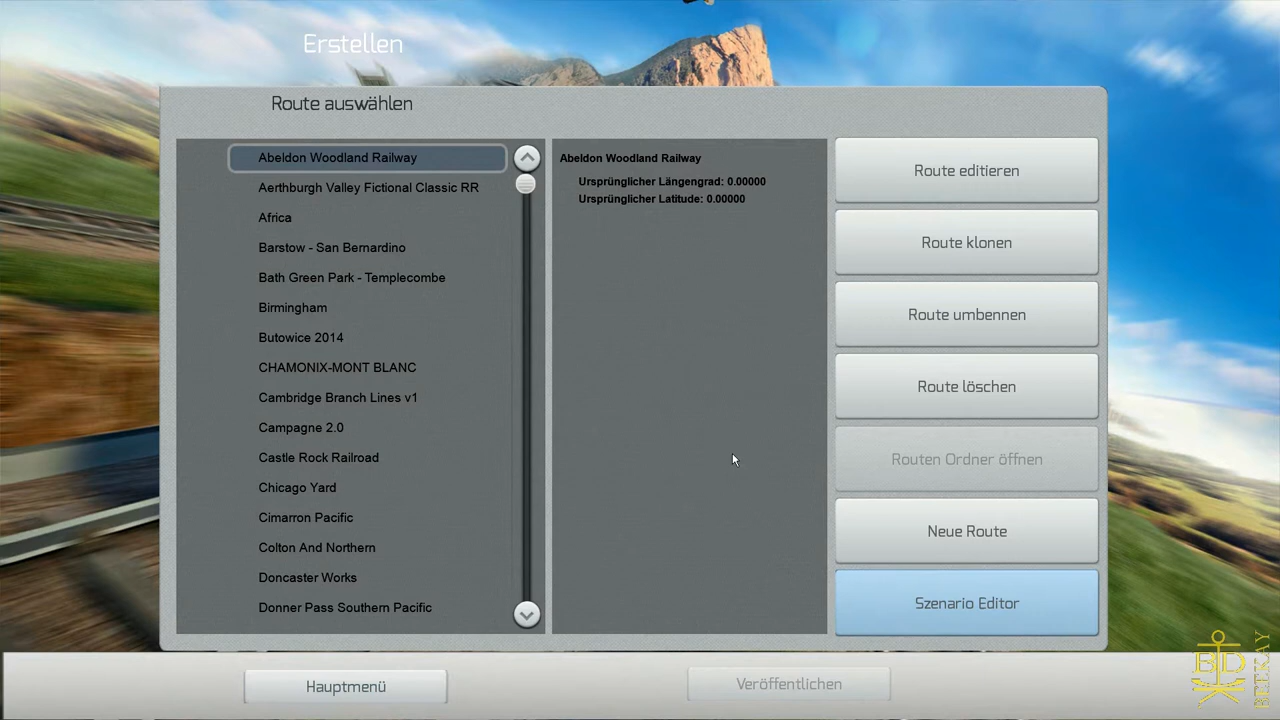 Erstellen
Route auswählen
Abeldon Woodland Railway
Aerthburgh Valley Fictional Classic RR
Africa
Barstow - San Bernardino
Bath Green Park - Templecombe
Birmingham
Butowice 2014
CHAMONIX-MONT BLANC
Cambridge Branch Lines v1
Campagne 2.0
Castle Rock Railroad
Chicago Yard
Cimarron Pacific
Colton And Northern
Doncaster Works
Donner Pass Southern Pacific
Abeldon Woodland Railway
Ursprünglicher Längengrad: 0.00000
Ursprünglicher Latitude: 0.00000
Route editieren
Route klonen
Route umbennen
Route löschen
Routen Ordner öffnen
Neue Route
Szenario Editor
Hauptmenü
Veröffentlichen
BD
BEEKAY